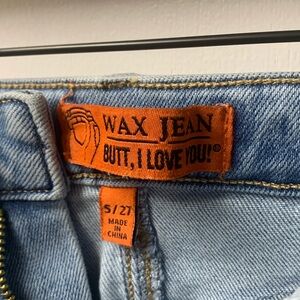 WAX JEAN
BUTT, I LOVE YOU!®
S/27
MADE
IN
CHINA